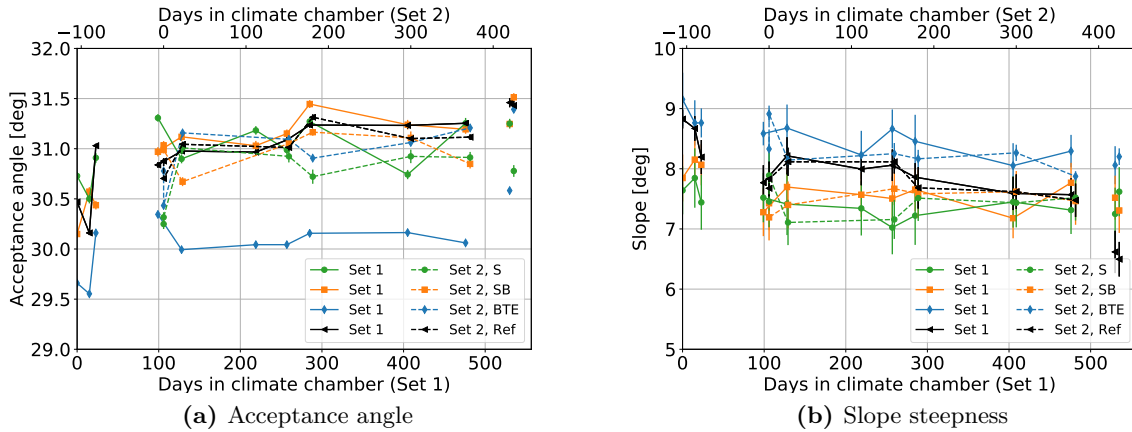 Days in climate chamber (Set 2)
−100 0 100 200 300 400
32.0
31.5
31.0
30.5
30.0
29.5
29.0
Acceptance angle [deg]
Set 1 Set 2, S
Set 1 Set 2, SB
Set 1 Set 2, BTE
Set 1 Set 2, Ref
0 100 200 300 400 500
Days in climate chamber (Set 1)
(a) Acceptance angle
Days in climate chamber (Set 2)
−100 0 100 200 300 400
10
9
8
7
6
5
Slope [deg]
Set 1 Set 2, S
Set 1 Set 2, SB
Set 1 Set 2, BTE
Set 1 Set 2, Ref
0 100 200 300 400 500
Days in climate chamber (Set 1)
(b) Slope steepness